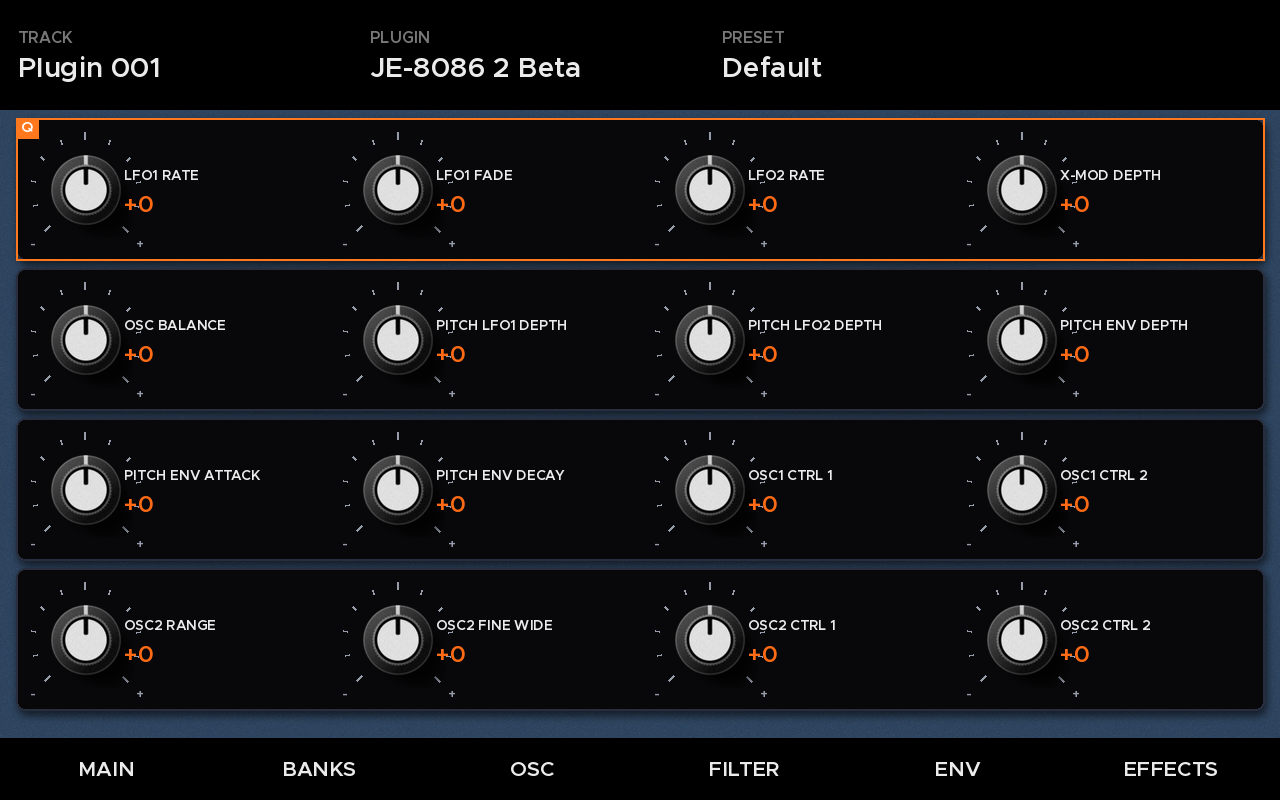 TRACK PLUGIN PRESET
Plugin 001 JE-8086 2 Beta Default
Q
LFO1 RATE LFO1 FADE LFO2 RATE X-MOD DEPTH
+0 +0 +0 +0
- + - + - + - +
OSC BALANCE PITCH LFO1 DEPTH PITCH LFO2 DEPTH PITCH ENV DEPTH
+0 +0 +0 +0
- + - + - + - +
PITCH ENV ATTACK PITCH ENV DECAY OSC1 CTRL 1 OSC1 CTRL 2
+0 +0 +0 +0
- + - + - + - +
OSC2 RANGE OSC2 FINE WIDE OSC2 CTRL 1 OSC2 CTRL 2
+0 +0 +0 +0
- + - + - + - +
MAIN BANKS OSC FILTER ENV EFFECTS